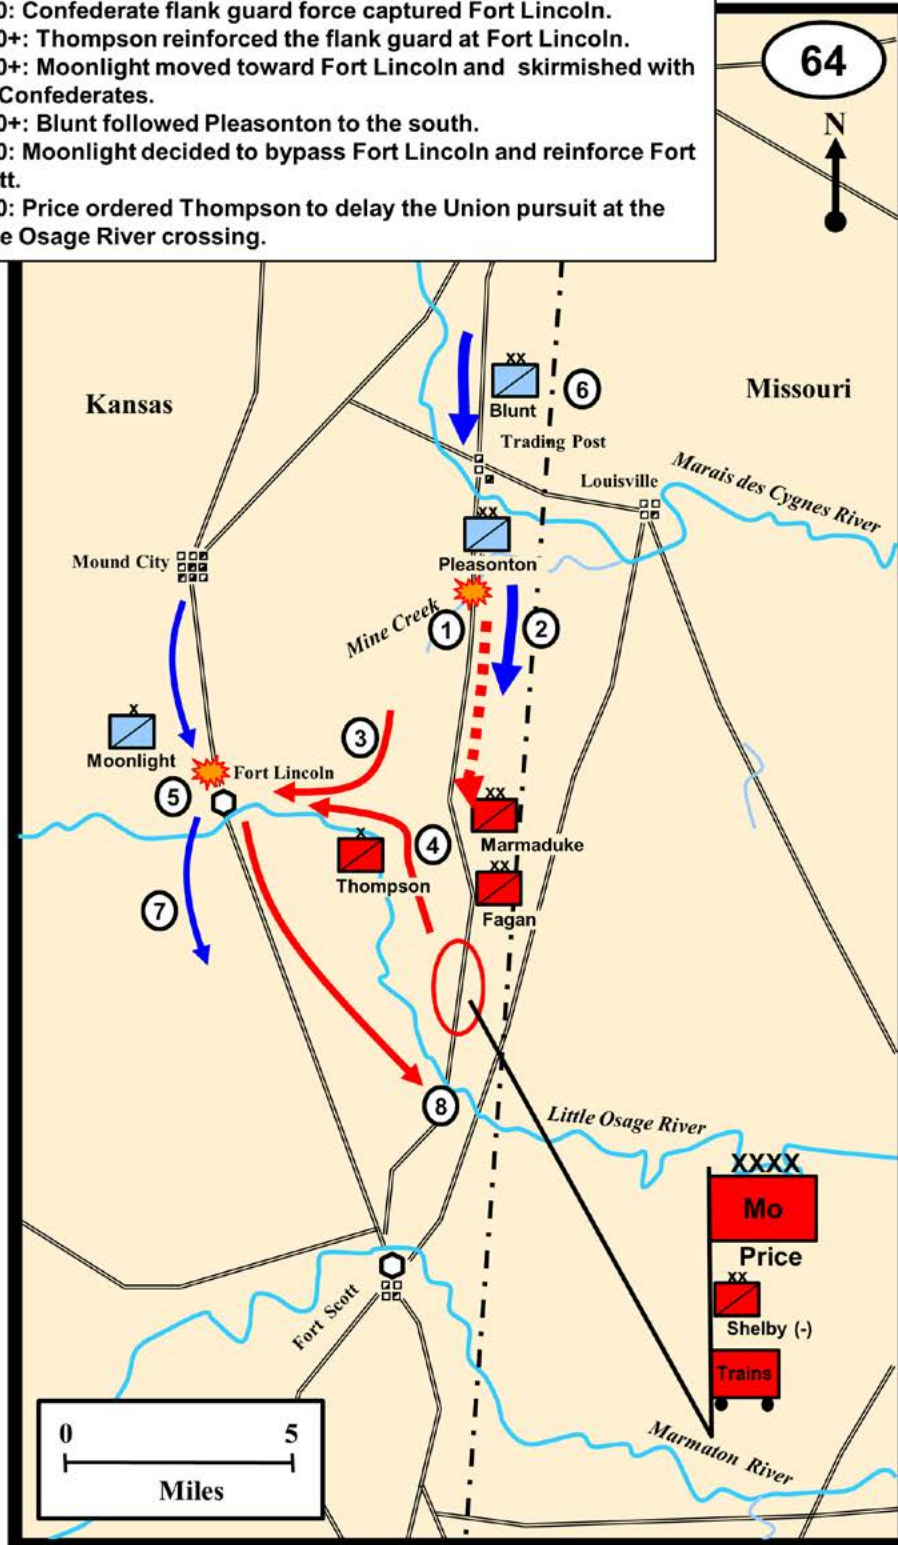 0: Confederate flank guard force captured Fort Lincoln.
0+: Thompson reinforced the flank guard at Fort Lincoln.
0+: Moonlight moved toward Fort Lincoln and skirmished with
Confederates.
0+: Blunt followed Pleasonton to the south.
0: Moonlight decided to bypass Fort Lincoln and reinforce Fort
tt.
0: Price ordered Thompson to delay the Union pursuit at the
e Osage River crossing.
64
N
Kansas
Missouri
XX
Blunt
6
Trading Post
Louisville
Marais des Cygnes River
XX
Pleasonton
Mound City
Mine Creek
1
2
X
Moonlight
3
Fort Lincoln
5
XX
Marmaduke
4
X
Thompson
XX
Fagan
7
8
Little Osage River
XXXX
Mo
Price
XX
Shelby (-)
Trains
Fort Scott
Marmaton River
0 5
Miles